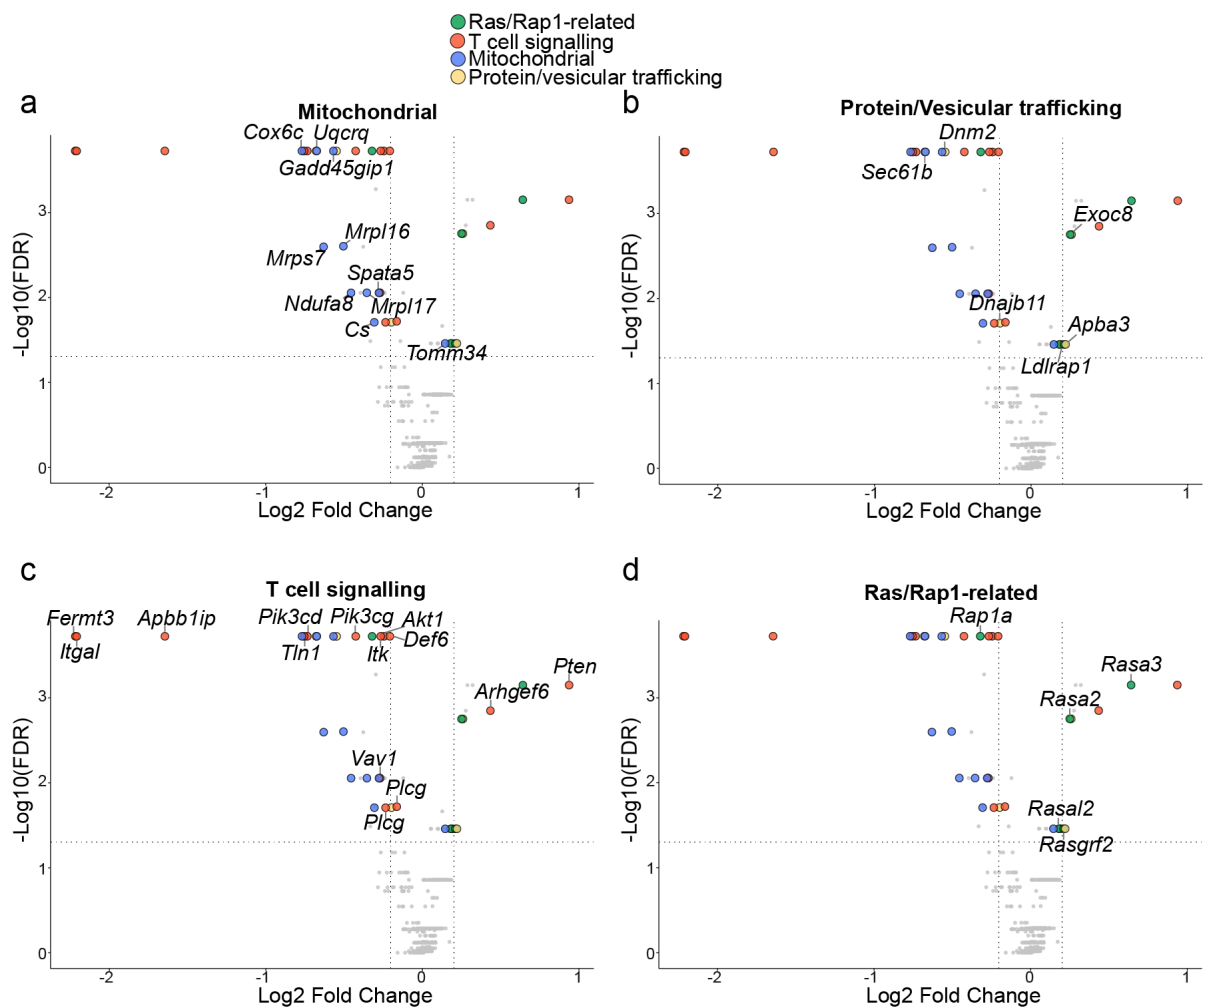 Ras/Rap1-related
T cell signalling
Mitochondrial
Protein/vesicular trafficking
a
Mitochondrial
Cox6c
Uqcrq
Gadd45gip1
Mrpl16
Mrps7
Spata5
Ndufa8
Mrpl17
Cs
Tomm34
3
2
1
0
-Log10(FDR)
-2
-1
0
1
Log2 Fold Change
b
Protein/Vesicular trafficking
Dnm2
Sec61b
Exoc8
Dnajb11
Apba3
Ldlrap1
3
2
1
0
-Log10(FDR)
-2
-1
0
1
Log2 Fold Change
c
T cell signalling
Fermt3
Apbb1ip
Pik3cd
Pik3cg
Akt1
Itgal
Tln1
Itk
Def6
Pten
Arhgef6
Vav1
Plcg
Plcg
3
2
1
0
-Log10(FDR)
-2
-1
0
1
Log2 Fold Change
d
Ras/Rap1-related
Rap1a
Rasa3
Rasa2
Rasal2
Rasgrf2
3
2
1
0
-Log10(FDR)
-2
-1
0
1
Log2 Fold Change